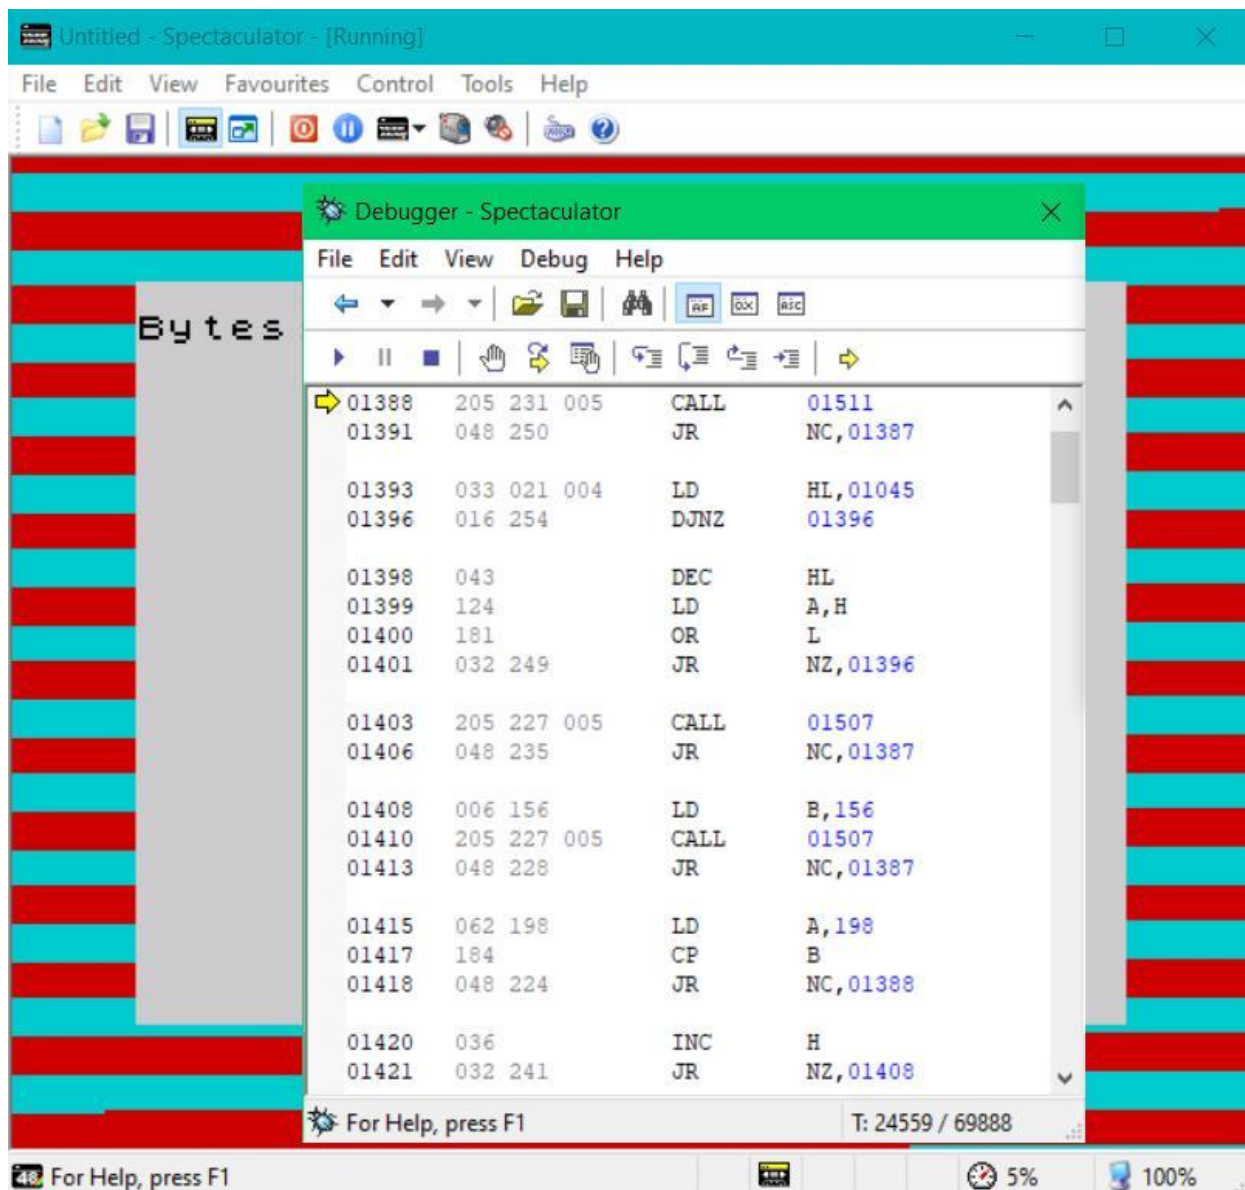 Untitled - Spectaculator - [Running]
File Edit View Favourites Control Tools Help
Debugger - Spectaculator
File Edit View Debug Help
AF 0X ASC
Bytes
01388 205 231 005 CALL 01511
01391 048 250 JR NC,01387
01393 033 021 004 LD HL,01045
01396 016 254 DJNZ 01396
01398 043 DEC HL
01399 124 LD A,H
01400 181 OR L
01401 032 249 JR NZ,01396
01403 205 227 005 CALL 01507
01406 048 235 JR NC,01387
01408 006 156 LD B,156
01410 205 227 005 CALL 01507
01413 048 228 JR NC,01387
01415 062 198 LD A,198
01417 184 CP B
01418 048 224 JR NC,01388
01420 036 INC H
01421 032 241 JR NZ,01408
For Help, press F1 T: 24559 / 69888
48 For Help, press F1 5% 100%